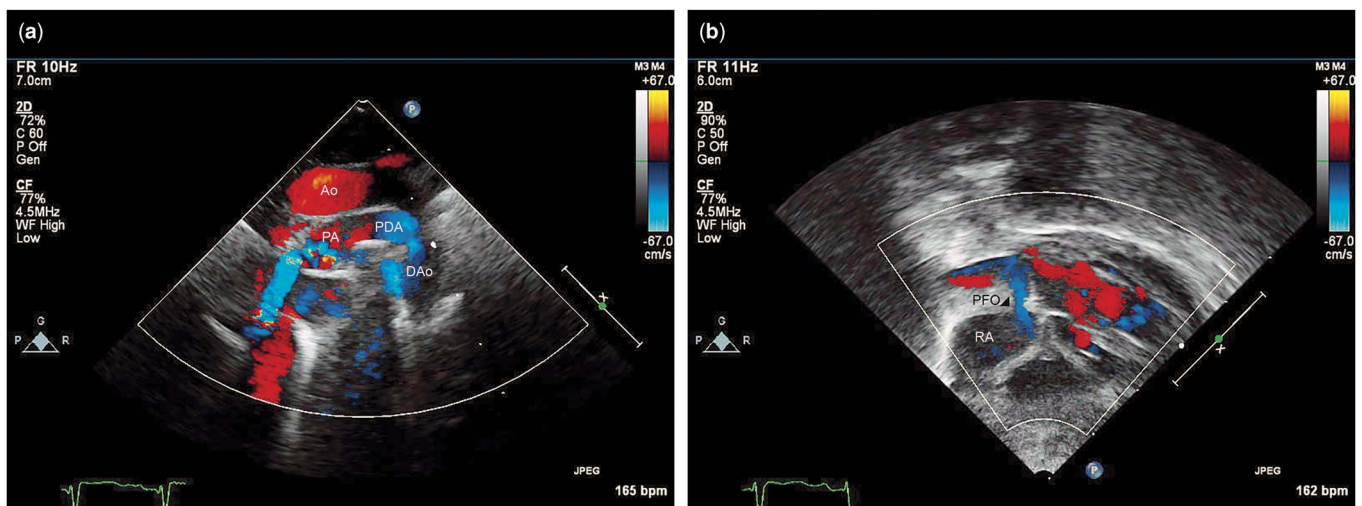 (a)
FR 10Hz
7.0cm
2D
72%
C 60
P Off
Gen
CF
77%
4.5MHz
WF High
Low
M3 M4
+67.0
-67.0
cm/s
P
Ao
PA
PDA
DAo
x
G
P R
JPEG
165 bpm
(b)
FR 11Hz
6.0cm
2D
90%
C 50
P Off
Gen
CF
77%
4.5MHz
WF High
Low
M3 M4
+67.0
-67.0
cm/s
PFO
RA
x
G
P R
P
JPEG
162 bpm